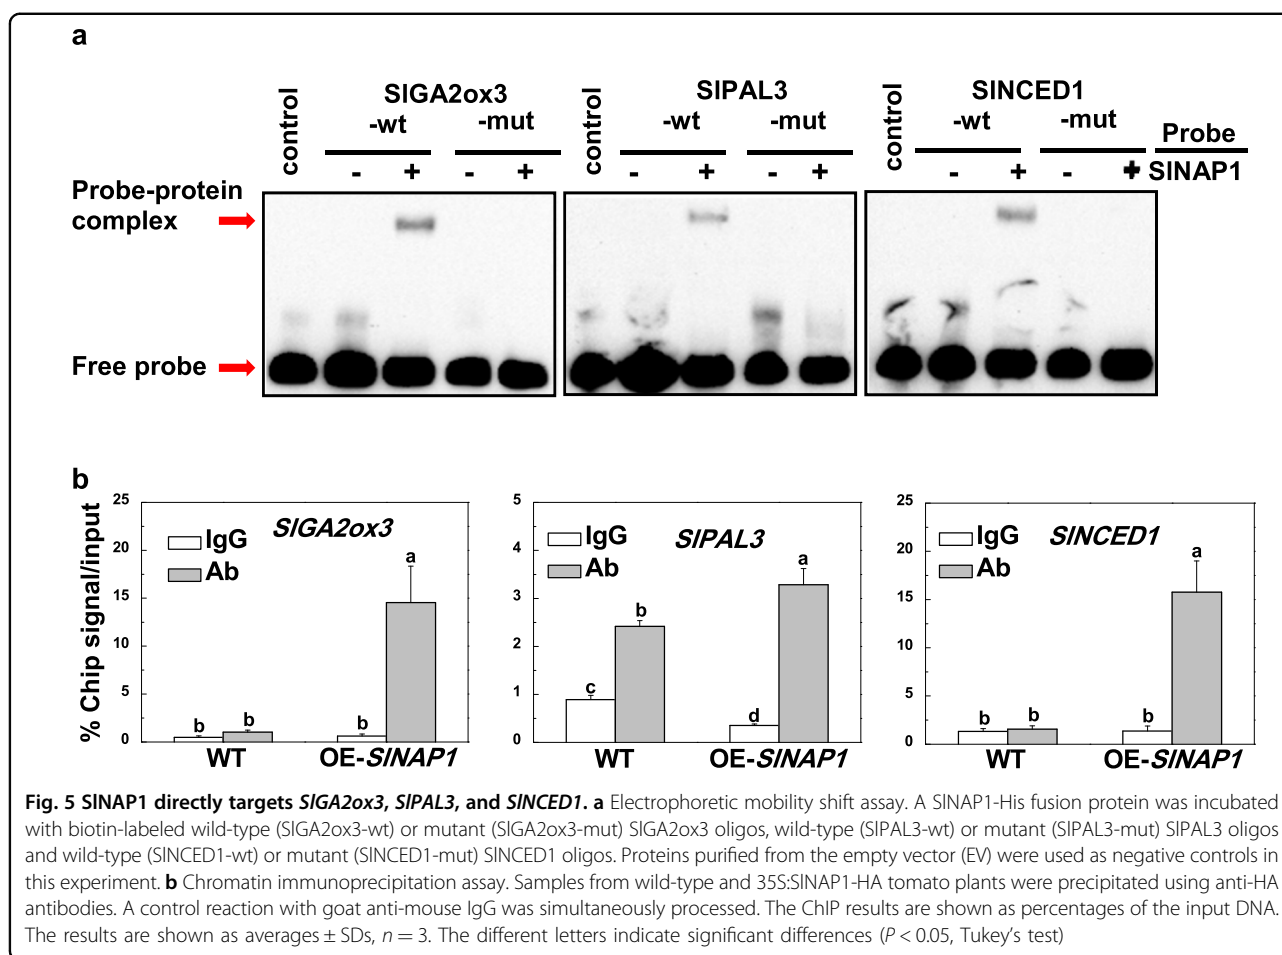 a
control
SlGA2ox3
-wt
-mut
- + - +
control
SlPAL3
-wt
-mut
- + - +
control
SlNCED1
-wt
-mut
Probe
- + - + SlNAP1
Probe-protein
complex
Free probe
b
% Chip signal/input
25
20
15
10
5
0
IgG
Ab
SlGA2ox3
b b b a
WT OE-SlNAP1
5
4
3
2
1
0
IgG
Ab
SlPAL3
c b d a
WT OE-SlNAP1
25
20
15
10
5
0
IgG
Ab
SlNCED1
b b b a
WT OE-SlNAP1
Fig. 5 SlNAP1 directly targets SlGA2ox3, SlPAL3, and SlNCED1. a Electrophoretic mobility shift assay. A SlNAP1-His fusion protein was incubated
with biotin-labeled wild-type (SlGA2ox3-wt) or mutant (SlGA2ox3-mut) SlGA2ox3 oligos, wild-type (SlPAL3-wt) or mutant (SlPAL3-mut) SlPAL3 oligos
and wild-type (SlNCED1-wt) or mutant (SlNCED1-mut) SlNCED1 oligos. Proteins purified from the empty vector (EV) were used as negative controls in
this experiment. b Chromatin immunoprecipitation assay. Samples from wild-type and 35S:SlNAP1-HA tomato plants were precipitated using anti-HA
antibodies. A control reaction with goat anti-mouse IgG was simultaneously processed. The ChIP results are shown as percentages of the input DNA.
The results are shown as averages ± SDs, n = 3. The different letters indicate significant differences (P < 0.05, Tukey's test)